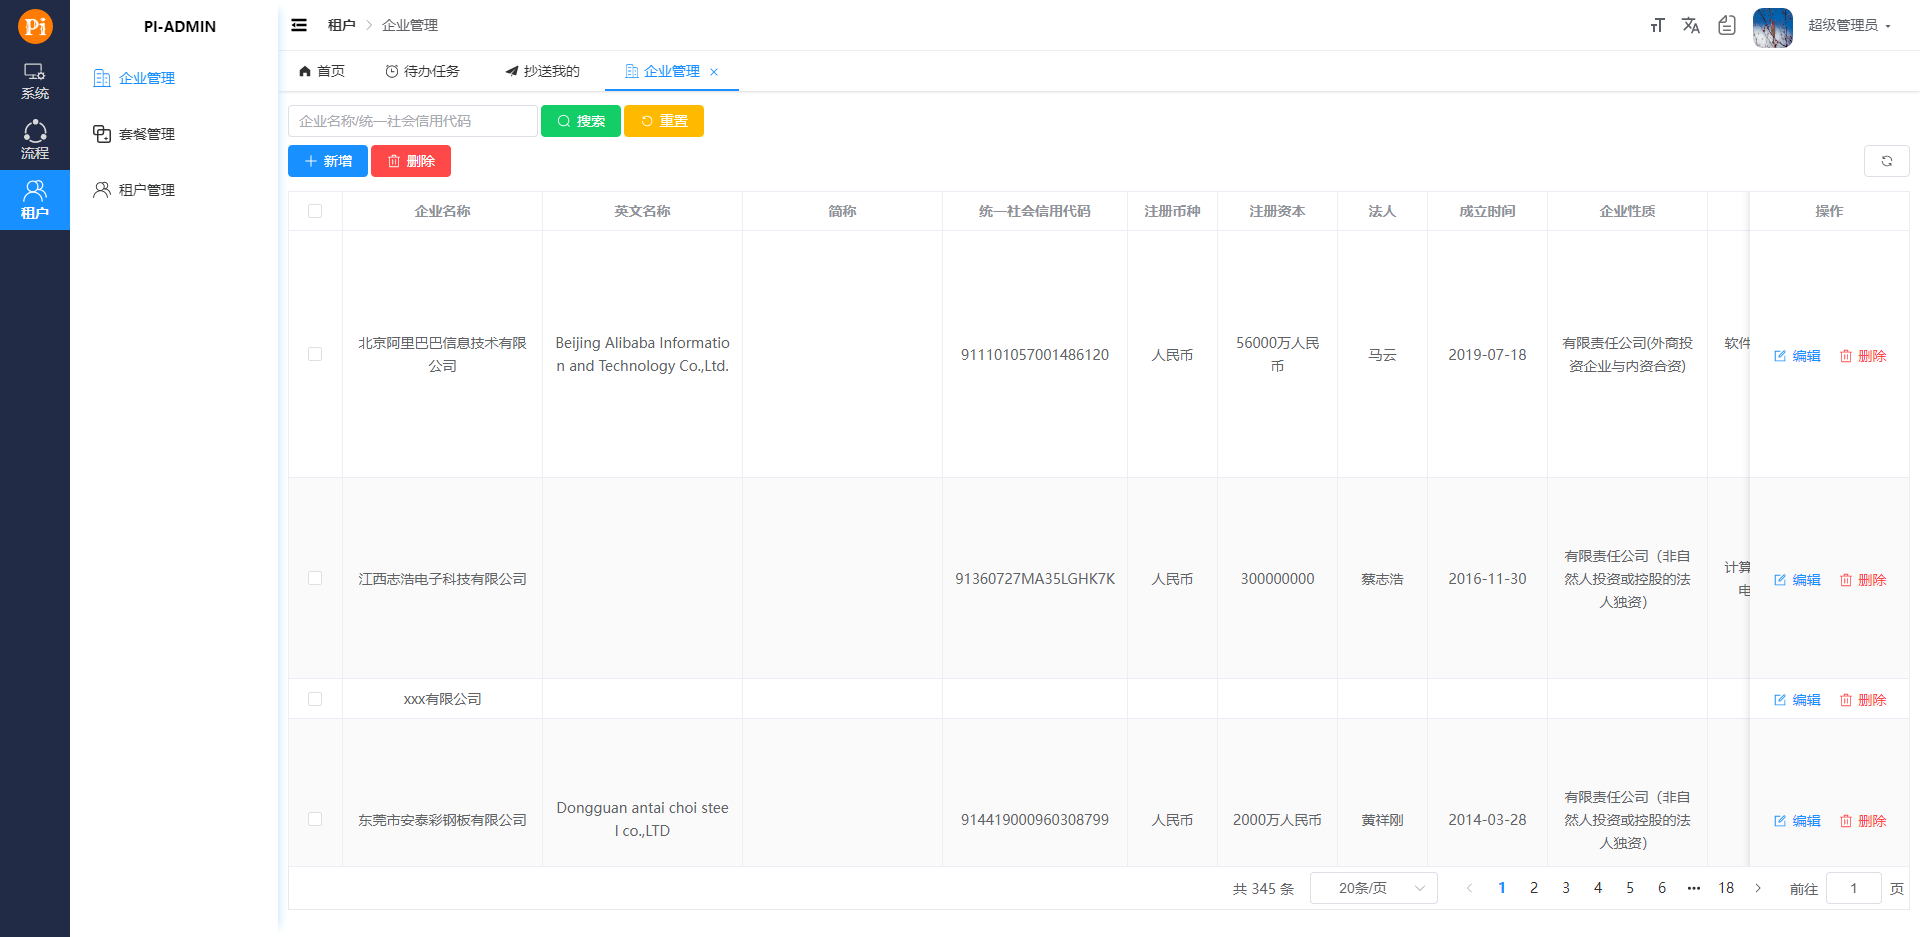 Pi
系统
流程
租户
PI-ADMIN
企业管理
套餐管理
租户管理
租户 > 企业管理
超级管理员
首页 待办任务 抄送我的 企业管理 ×
企业名称/统一社会信用代码 搜索 重置
新增 删除
企业名称 英文名称 简称 统一社会信用代码 注册币种 注册资本 法人 成立时间 企业性质 操作
北京阿里巴巴信息技术有限
公司
Beijing Alibaba Informatio
n and Technology Co.,Ltd.
911101057001486120
人民币
56000万人民
币
马云
2019-07-18
有限责任公司(外商投
资企业与内资合资)
软件
编辑 删除
江西志浩电子科技有限公司
91360727MA35LGHK7K
人民币
300000000
蔡志浩
2016-11-30
有限责任公司（非自
然人投资或控股的法
人独资）
计算
电
编辑 删除
xxx有限公司
编辑 删除
东莞市安泰彩钢板有限公司
Dongguan antai choi stee
l co.,LTD
914419000960308799
人民币
2000万人民币
黄祥刚
2014-03-28
有限责任公司（非自
然人投资或控股的法
人独资）
编辑 删除
共 345 条 20条/页 < 1 2 3 4 5 6 ••• 18 > 前往 1 页